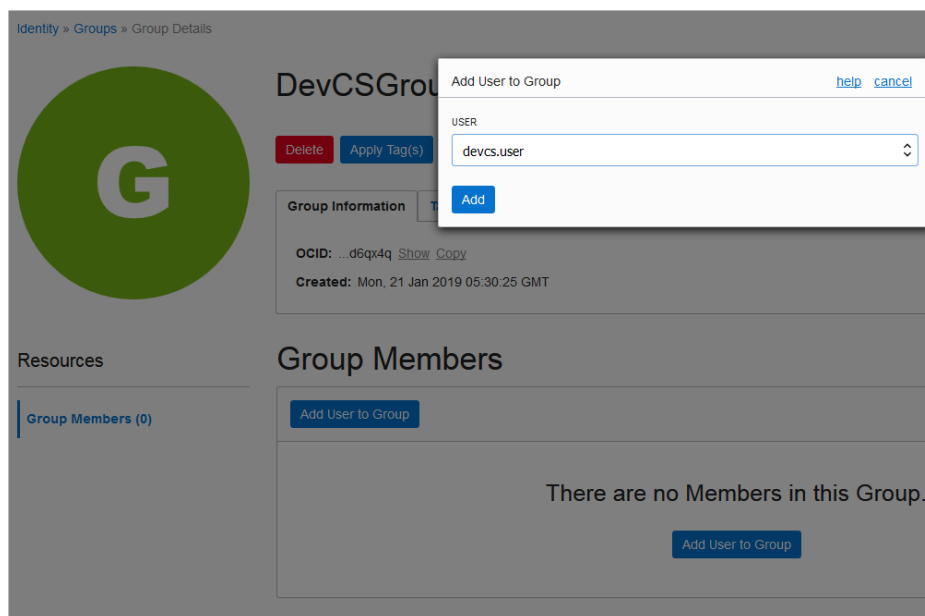 Identity » Groups » Group Details
G
DevCSGrou
Add User to Group help cancel
USER
devcs.user
Add
Delete Apply Tag(s)
Group Information T
OCID: ...d6qx4q Show Copy
Created: Mon, 21 Jan 2019 05:30:25 GMT
Resources
Group Members (0)
Group Members
Add User to Group
There are no Members in this Group.
Add User to Group